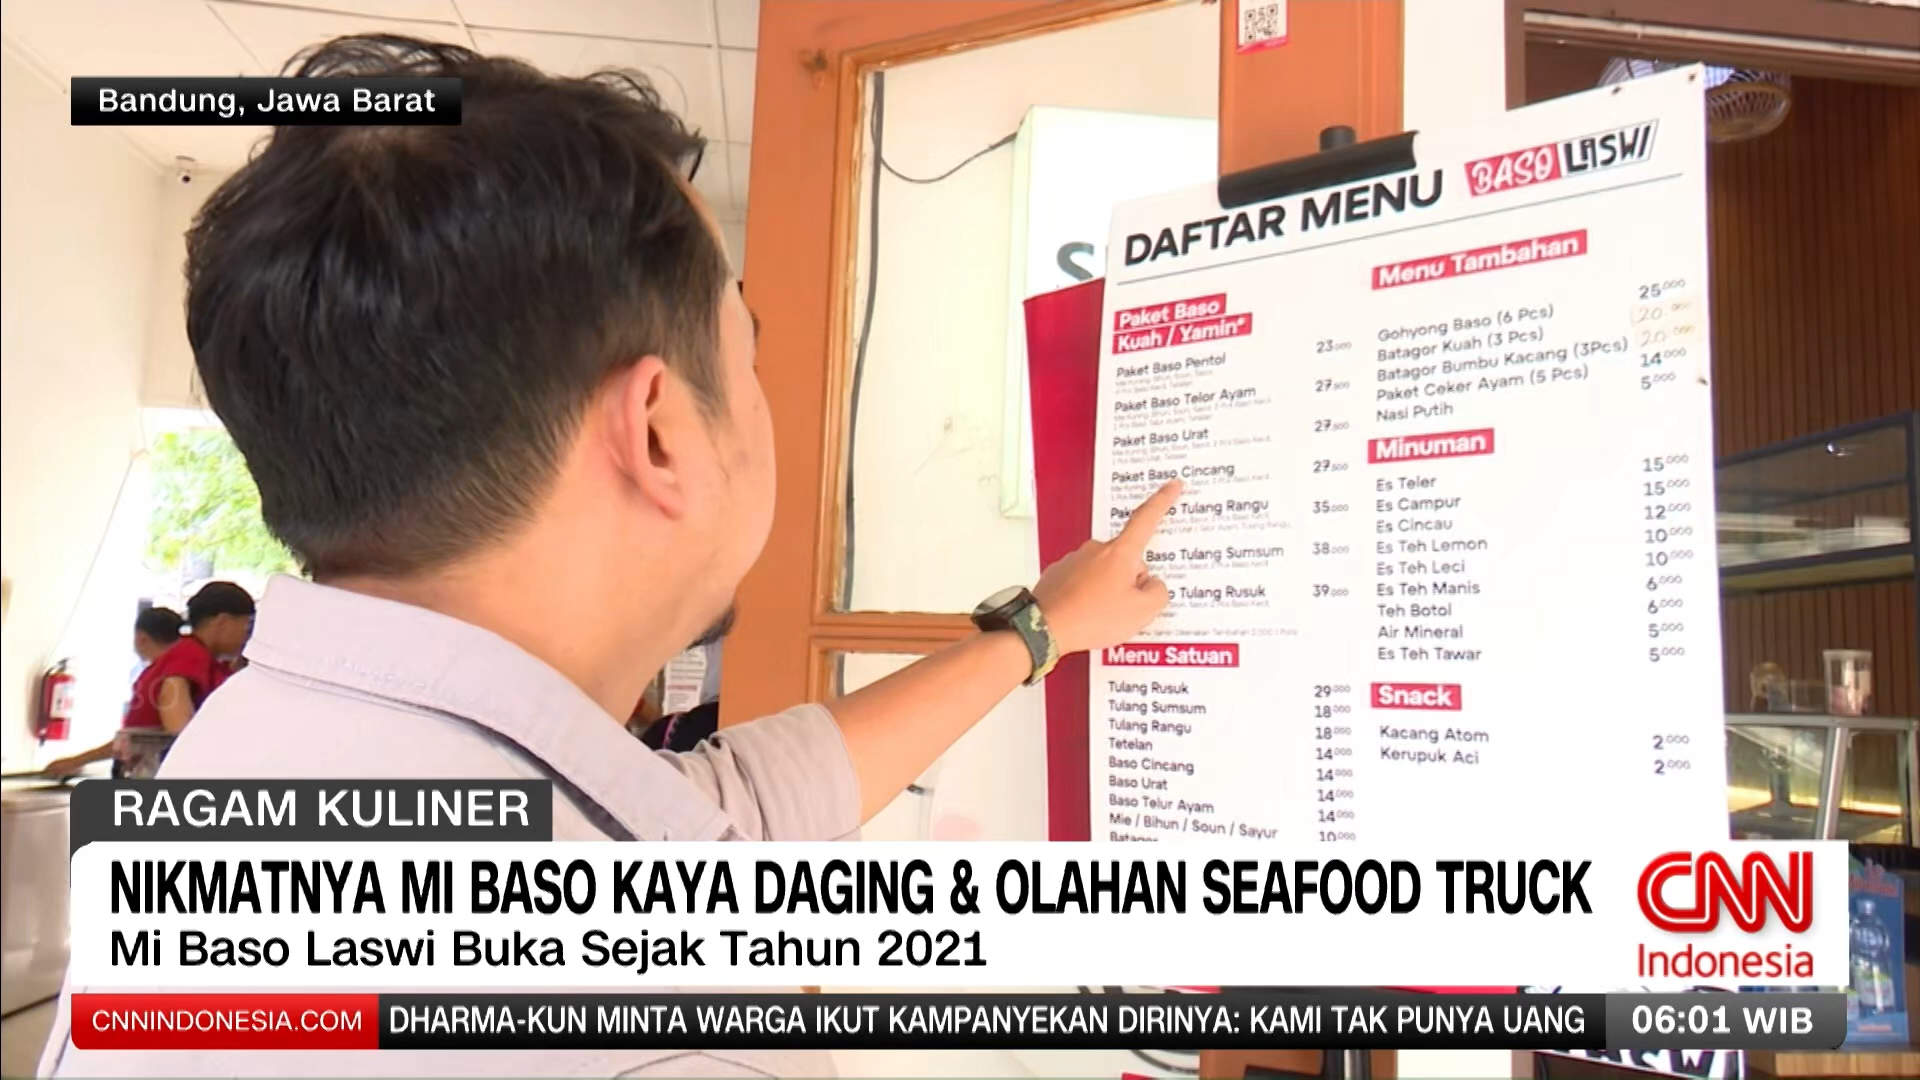 Bandung, Jawa Barat
DAFTAR MENU BASO LASWI
Paket Baso
Kuah / Yamin*
Paket Baso Pentol 23.000
Paket Baso Telor Ayam 27.500
Paket Baso Urat 27.500
Paket Baso Cincang 27.500
Tulang Rangu 35.000
Baso Tulang Sumsum 38.000
Tulang Rusuk 39.000
Menu Satuan
Tulang Rusuk 29.000
Tulang Sumsum 18.000
Tulang Rangu 18.000
Tetelan 14.000
Baso Cincang 14.000
Baso Urat 14.000
Baso Telur Ayam 14.000
Mie / Bihun / Soun / Sayur 10.000
Menu Tambahan
Gohyong Baso (6 Pcs) 25.000
Batagor Kuah (3 Pcs) 20.000
Batagor Bumbu Kacang (3Pcs) 20.000
Paket Ceker Ayam (5 Pcs) 14.000
Nasi Putih 5.000
Minuman
Es Teler 15.000
Es Campur 15.000
Es Cincau 12.000
Es Teh Lemon 10.000
Es Teh Leci 10.000
Es Teh Manis 6.000
Teh Botol 6.000
Air Mineral 5.000
Es Teh Tawar 5.000
Snack
Kacang Atom 2.000
Kerupuk Aci 2.000
RAGAM KULINER
NIKMATNYA MI BASO KAYA DAGING & OLAHAN SEAFOOD TRUCK
Mi Baso Laswi Buka Sejak Tahun 2021
CNN
Indonesia
CNNINDONESIA.COM DHARMA-KUN MINTA WARGA IKUT KAMPANYEKAN DIRINYA: KAMI TAK PUNYA UANG 06:01 WIB